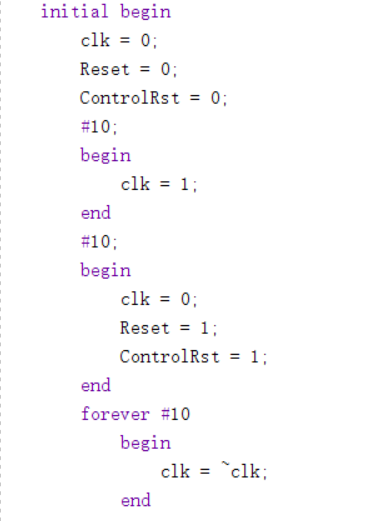 initial begin
clk = 0;
Reset = 0;
ControlRst = 0;
#10;
begin
clk = 1;
end
#10;
begin
clk = 0;
Reset = 1;
ControlRst = 1;
end
forever #10
begin
clk = ~clk;
end